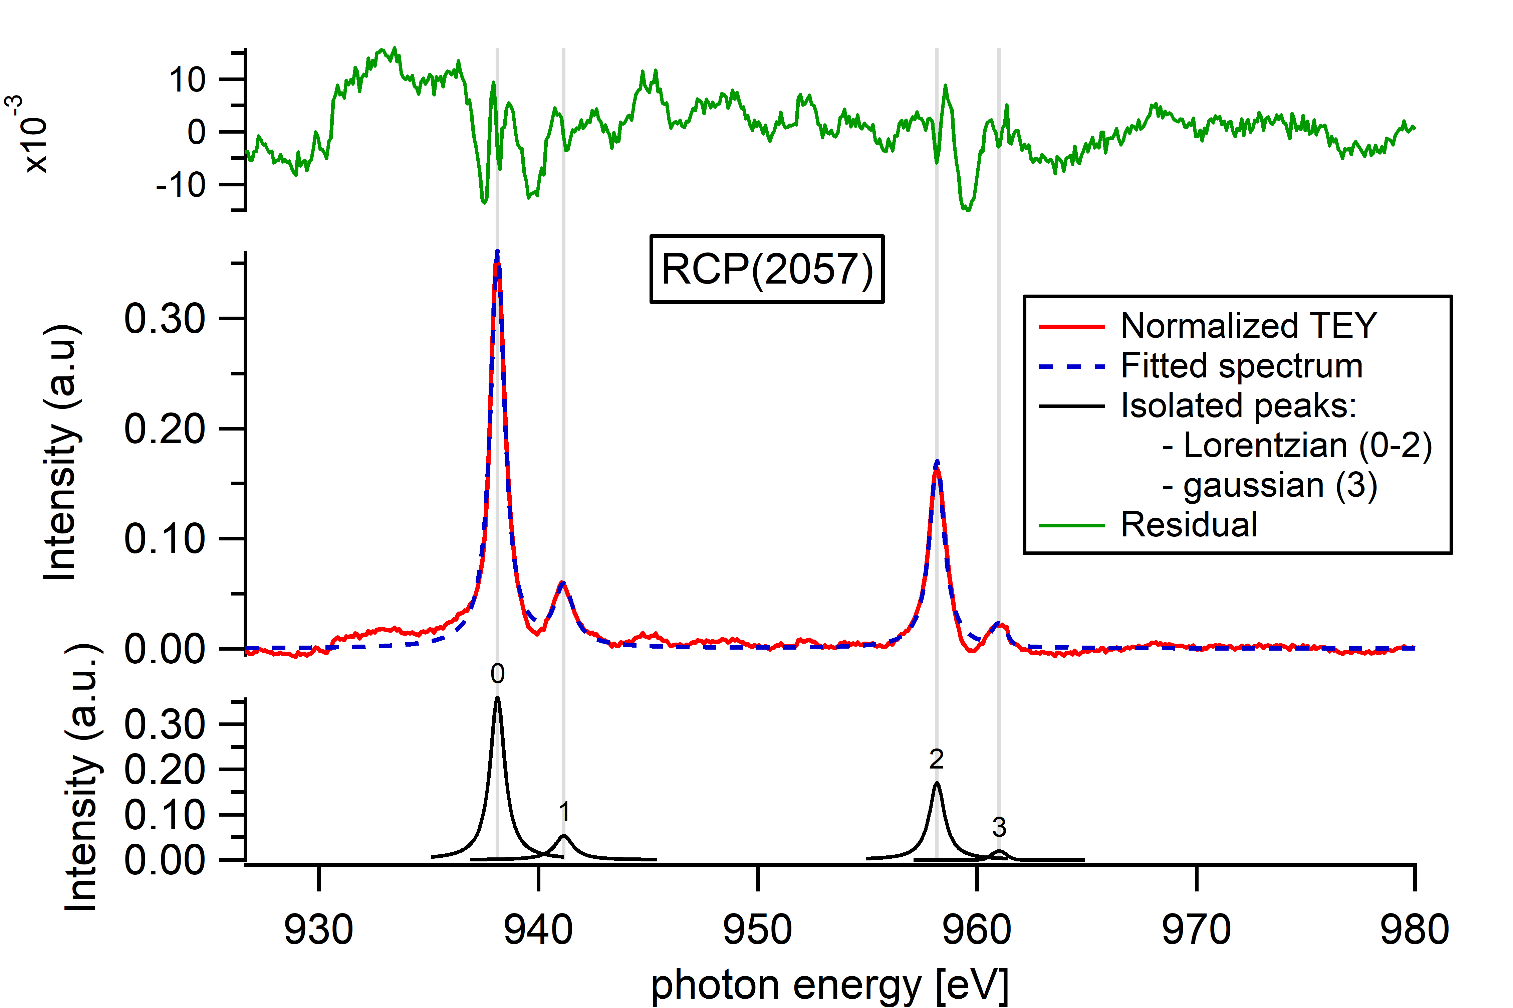 x10-3
10
0
-10
RCP(2057)
Intensity (a.u)
0.30
0.20
0.10
0.00
Normalized TEY
Fitted spectrum
Isolated peaks:
- Lorentzian (0-2)
- gaussian (3)
Residual
Intensity (a.u.)
0.30
0.20
0.10
0.00
0
1
2
3
930
940
950
960
970
980
photon energy [eV]